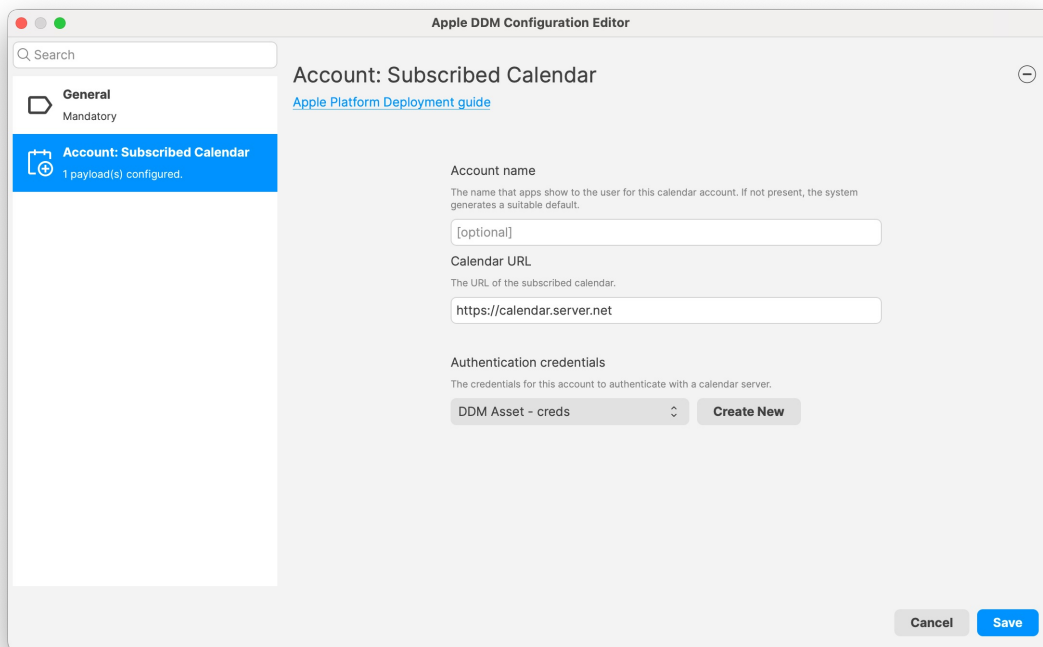 Apple DDM Configuration Editor
Search
General
Mandatory
Account: Subscribed Calendar
1 payload(s) configured.
Account: Subscribed Calendar
Apple Platform Deployment guide
Account name
The name that apps show to the user for this calendar account. If not present, the system
generates a suitable default.
[optional]
Calendar URL
The URL of the subscribed calendar.
https://calendar.server.net
Authentication credentials
The credentials for this account to authenticate with a calendar server.
DDM Asset - creds
Create New
Cancel
Save